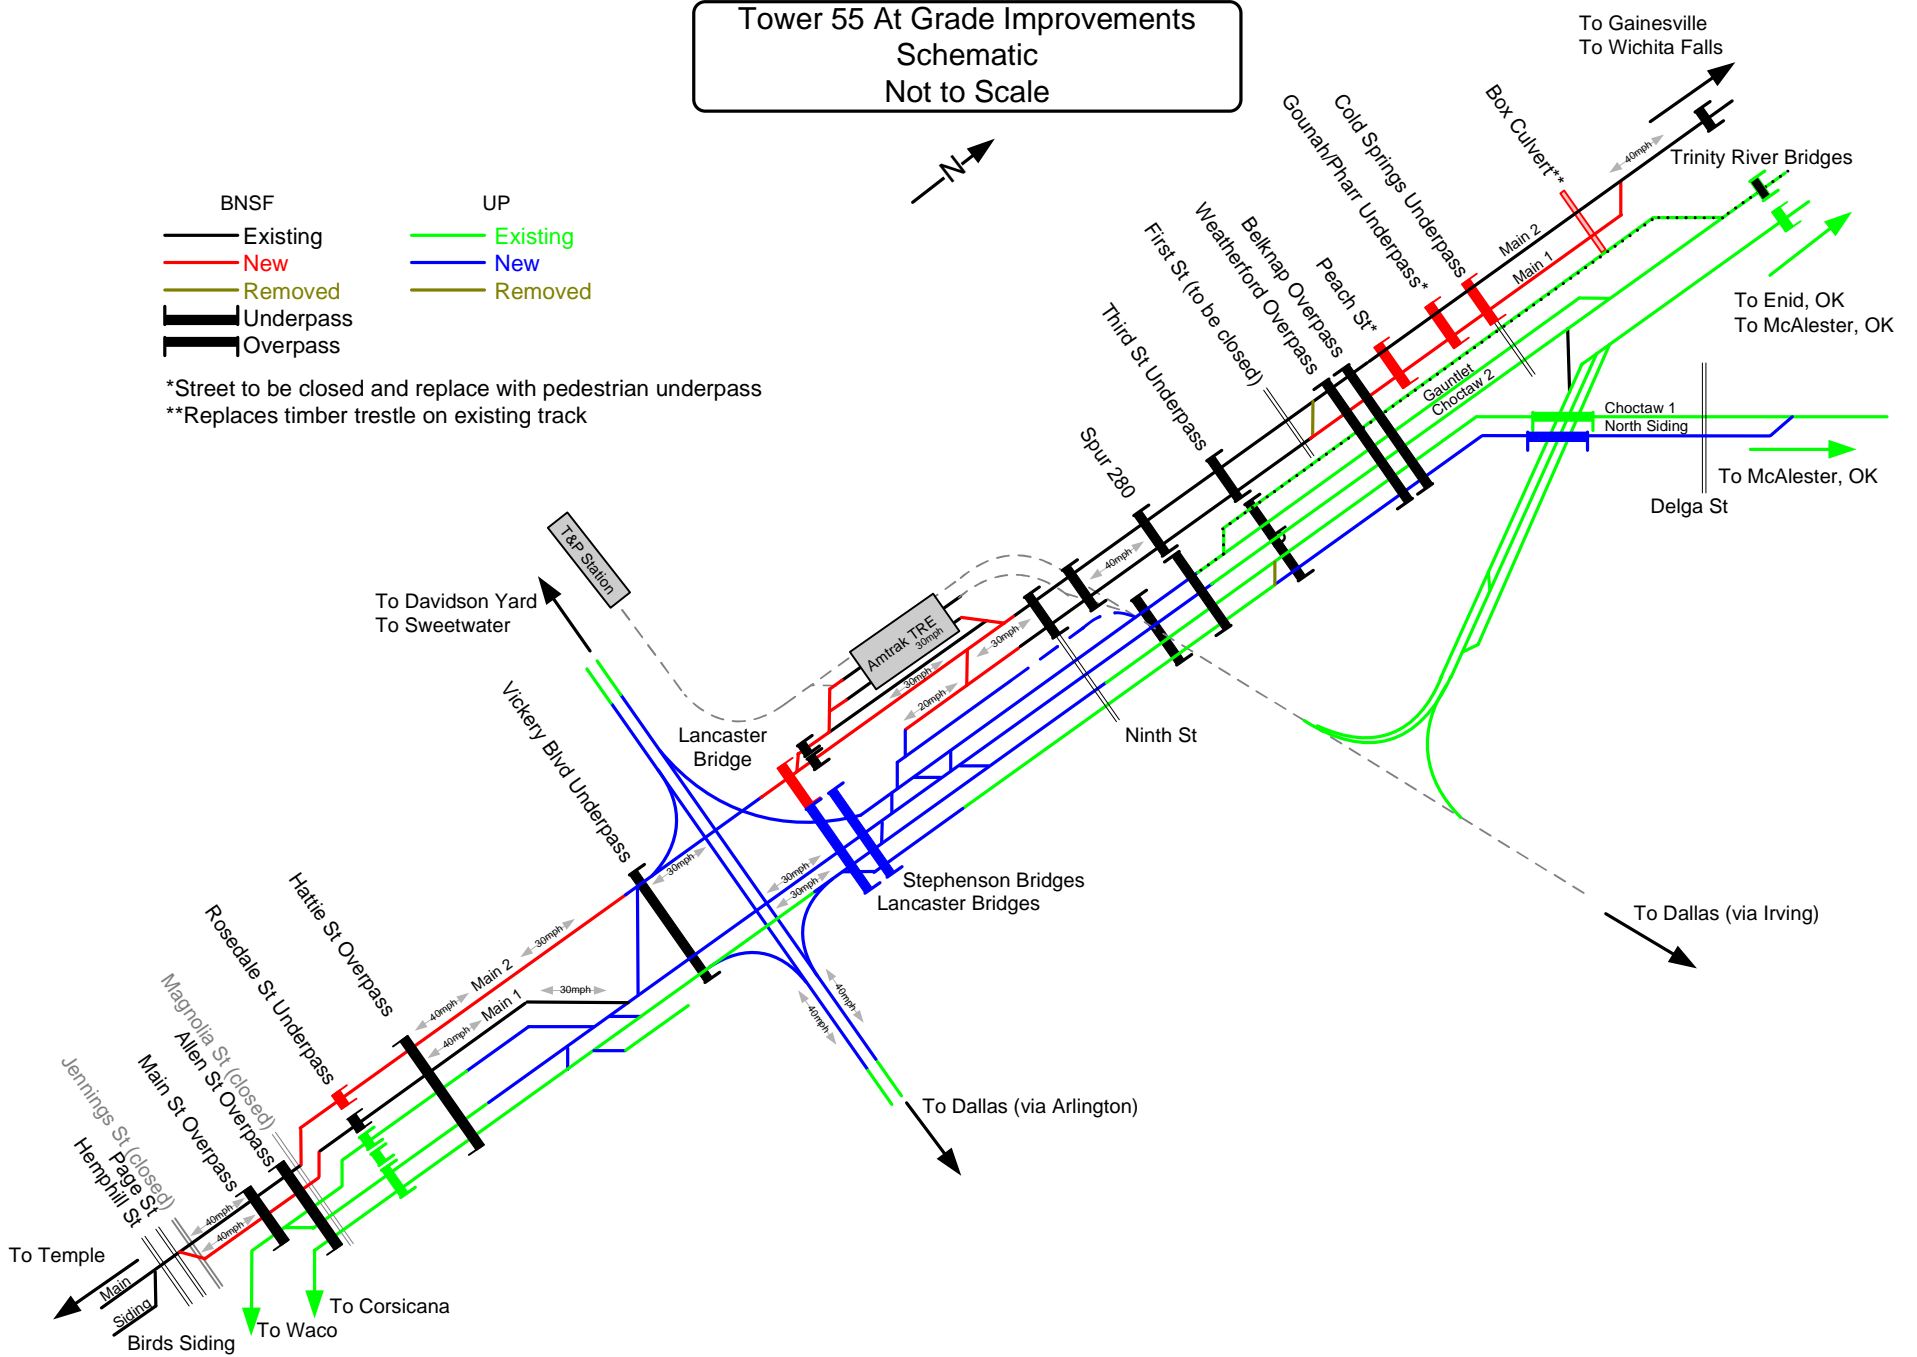 Tower 55 At Grade Improvements
Schematic
Not to Scale
To Gainesville
To Wichita Falls
N
BNSF
UP
Existing
Existing
New
New
Removed
Removed
Underpass
Overpass
*Street to be closed and replace with pedestrian underpass
**Replaces timber trestle on existing track
Box Culvert**
Cold Springs Underpass
Gounah/Pharr Underpass*
Peach St*
Belknap Overpass
Weatherford Overpass
First St (to be closed)
Third St Underpass
Spur 280
40mph
Trinity River Bridges
Main 2
Main 1
Gauntlet
Choctaw 2
To Enid, OK
To McAlester, OK
Choctaw 1
North Siding
To McAlester, OK
Delga St
40mph
T&P Station
Amtrak TRE
30mph
30mph
30mph
20mph
Ninth St
To Davidson Yard
To Sweetwater
Lancaster
Bridge
Vickery Blvd Underpass
30mph
30mph
30mph
Stephenson Bridges
Lancaster Bridges
To Dallas (via Irving)
Hattie St Overpass
Rosedale St Underpass
Magnolia St (closed)
Allen St Overpass
Main St Overpass
Jennings St (closed)
Page St
Hemphill St
30mph
40mph
Main 2
40mph
Main 1
30mph
40mph
40mph
To Dallas (via Arlington)
40mph
40mph
To Temple
Main
Siding
Birds Siding
To Waco
To Corsicana